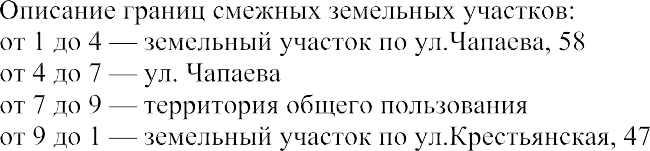 Описание границ смежных земельных участков:
от 1 до 4 — земельный участок по ул.Чапаева, 58
от 4 до 7 — ул. Чапаева
от 7 до 9 — территория общего пользования
от 9 до 1 — земельный участок по ул.Крестьянская, 47